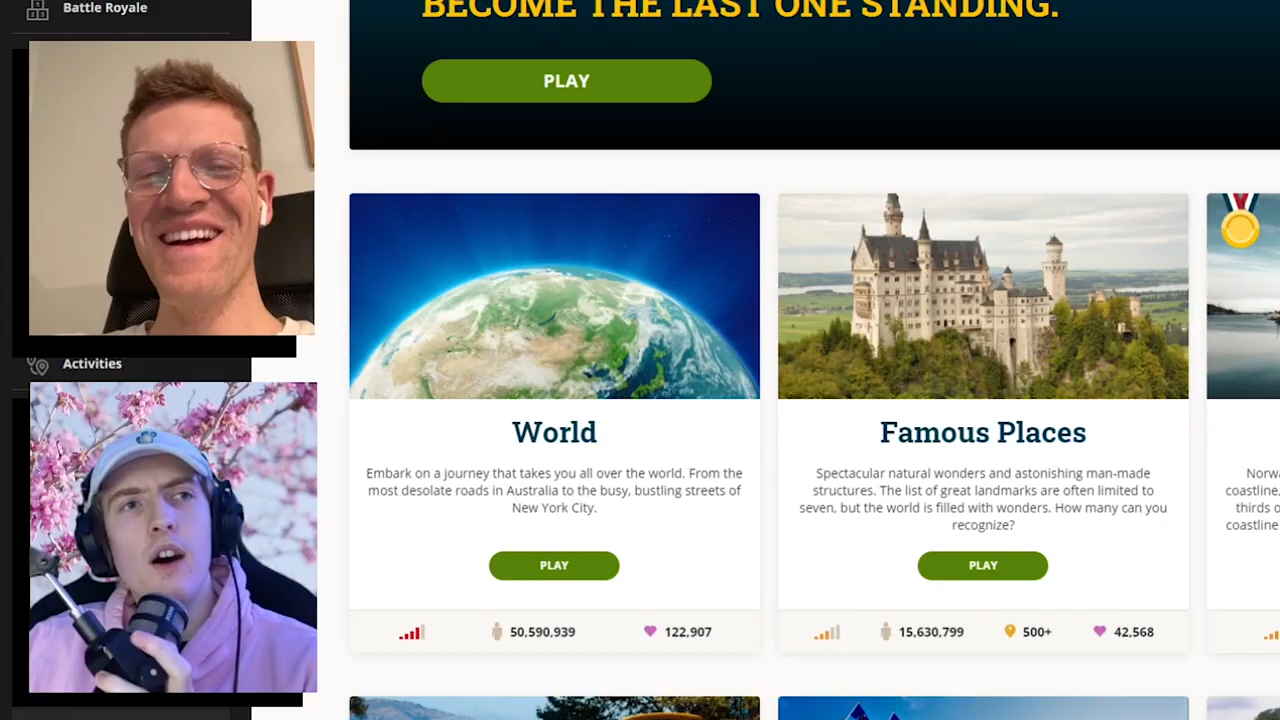 Battle Royale
BECOME THE LAST ONE STANDING.
PLAY
Activities
World
Embark on a journey that takes you all over the world. From the
most desolate roads in Australia to the busy, bustling streets of
New York City.
PLAY
50,590,939
122,907
Famous Places
Spectacular natural wonders and astonishing man-made
structures. The list of great landmarks are often limited to
seven, but the world is filled with wonders. How many can you
recognize?
PLAY
15,630,799
500+
42,568
coastline,
coastline